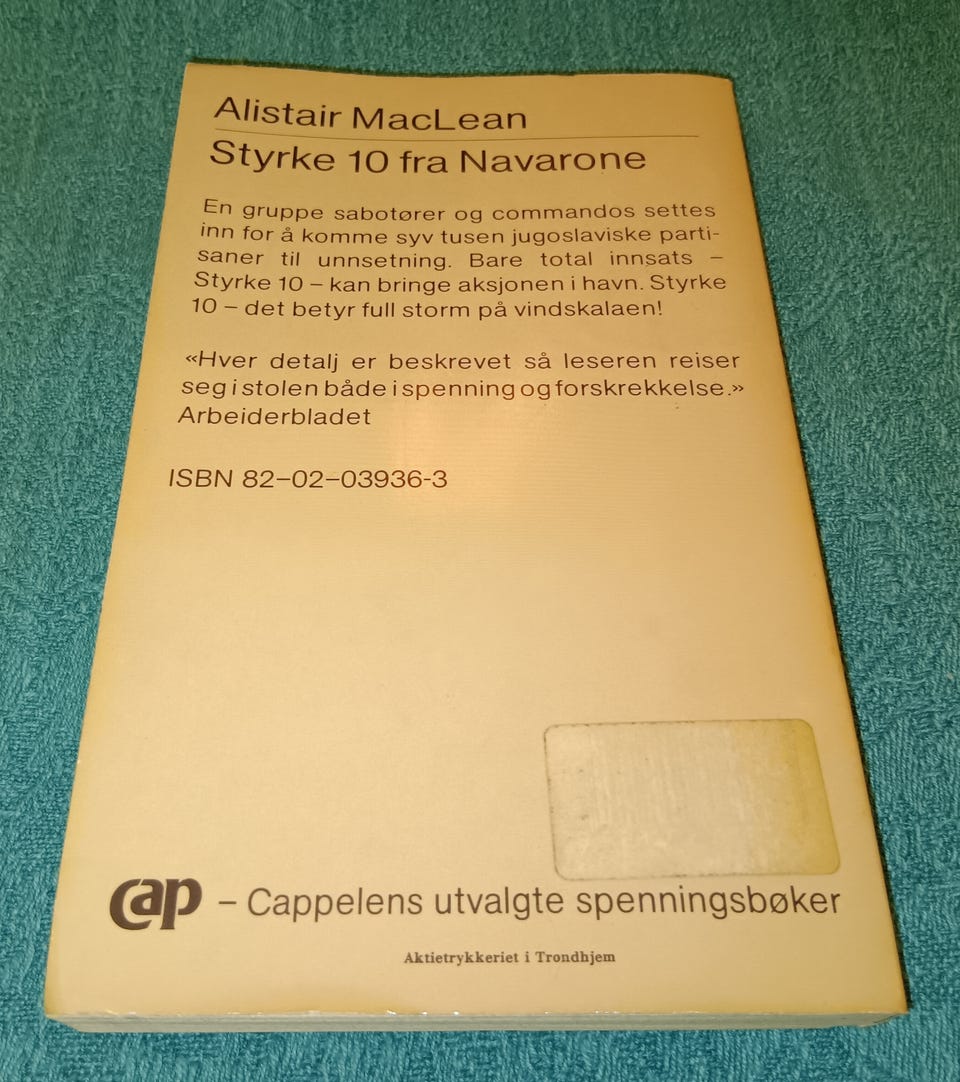 Alistair MacLean
Styrke 10 fra Navarone
En gruppe sabotører og commandos settes
inn for å komme syv tusen jugoslaviske parti-
saner til unnsetning. Bare total innsats –
Styrke 10 – kan bringe aksjonen i havn. Styrke
10 – det betyr full storm på vindskalaen!
«Hver detalj er beskrevet så leseren reiser
seg i stolen både i spenning og forskrekkelse.»
Arbeiderbladet
ISBN 82–02–03936-3
cap – Cappelens utvalgte spenningsbøker
Aktietrykkeriet i Trondhjem